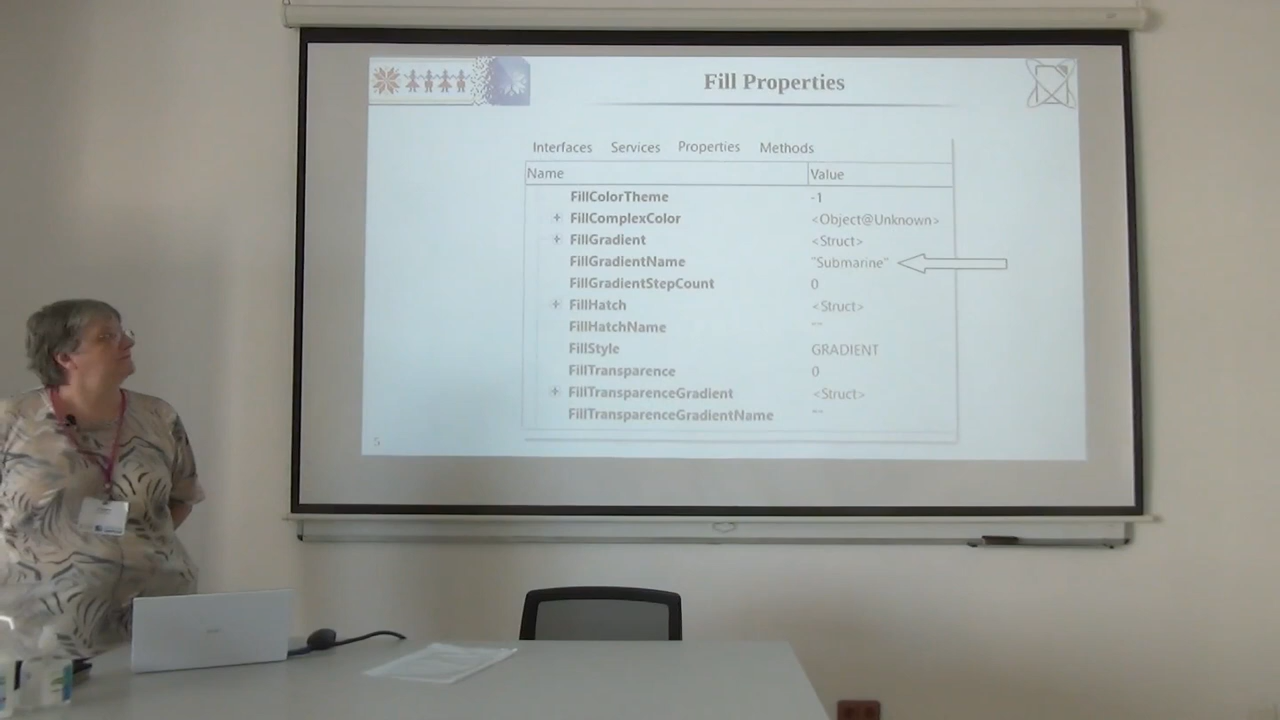 Fill Properties
Interfaces Services Properties Methods
Name Value
FillColorTheme -1
+ FillComplexColor <Object@Unknown>
+ FillGradient <Struct>
FillGradientName "Submarine"
FillGradientStepCount 0
+ FillHatch <Struct>
FillHatchName ""
FillStyle GRADIENT
FillTransparence 0
+ FillTransparenceGradient <Struct>
FillTransparenceGradientName ""
5